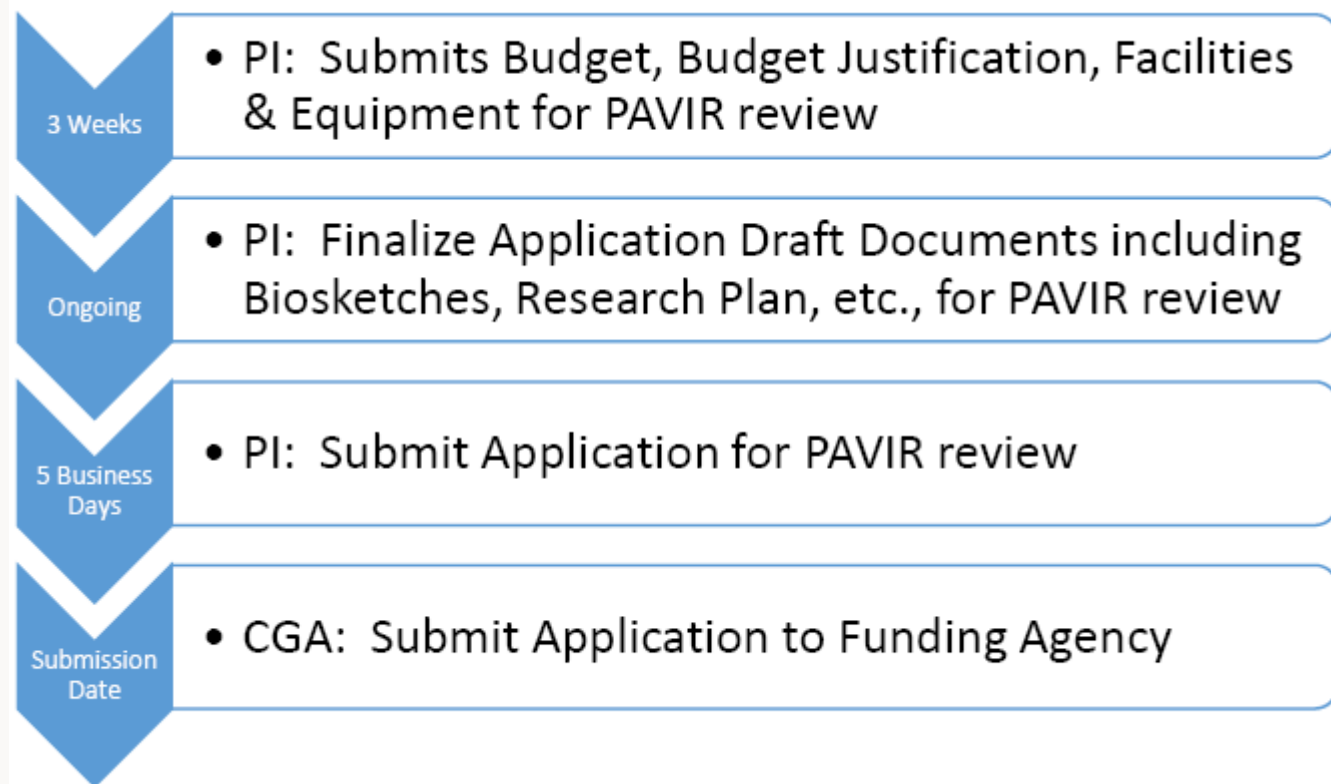 3 Weeks
• PI:  Submits Budget, Budget Justification, Facilities
& Equipment for PAVIR review
Ongoing
• PI:  Finalize Application Draft Documents including
Biosketches, Research Plan, etc., for PAVIR review
5 Business
Days
• PI:  Submit Application for PAVIR review
Submission
Date
• CGA:  Submit Application to Funding Agency